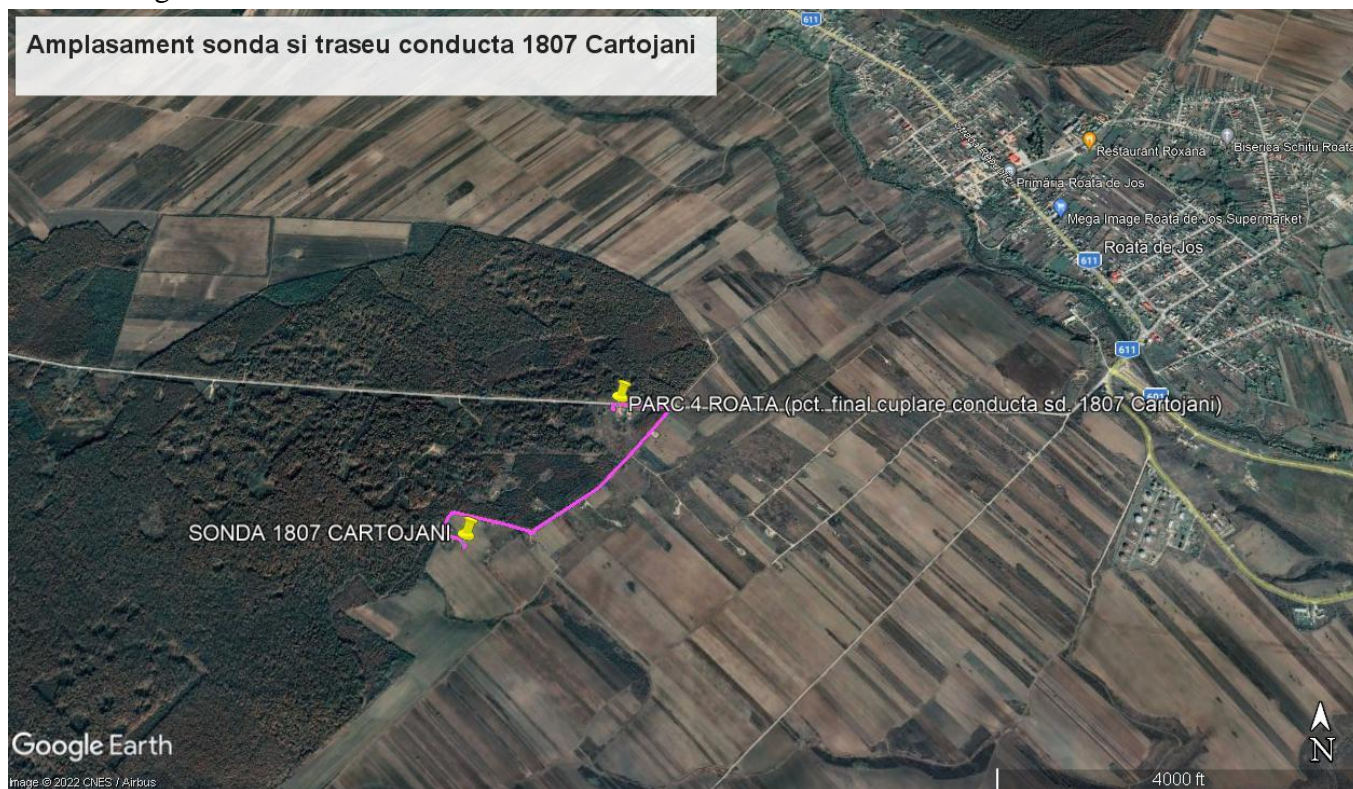 Amplasament sonda si traseu conducta 1807 Cartojani
611
Restaurant Roxana
Biserica Schitu Roata
Primăria Roata de Jos
Mega Image Roata de Jos Supermarket
Roata de Jos
611
611
601
PARC 4 ROATA (pct. final cuplare conducta sd. 1807 Cartojani)
SONDA 1807 CARTOJANI
N
Google Earth
Image © 2022 CNES / Airbus
4000 ft